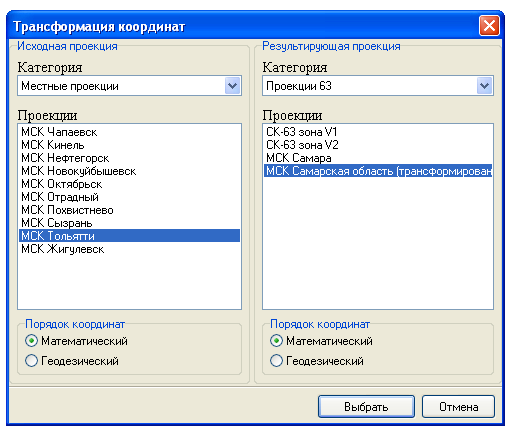 Трансформация координат
Исходная проекция
Категория
Местные проекции
Проекции
МСК Чапаевск
МСК Кинель
МСК Нефтегорск
МСК Новокуйбышевск
МСК Октябрьск
МСК Отрадный
МСК Похвистнево
МСК Сызрань
МСК Тольятти
МСК Жигулевск
Порядок координат
Математический
Геодезический
Результирующая проекция
Категория
Проекции 63
Проекции
СК-63 зона V1
СК-63 зона V2
МСК Самара
МСК Самарская область (трансформирован
Порядок координат
Математический
Геодезический
Выбрать
Отмена